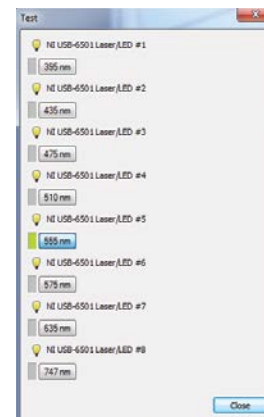 Test
NI USB-6501 Laser/LED #1
395 nm
NI USB-6501 Laser/LED #2
435 nm
NI USB-6501 Laser/LED #3
475 nm
NI USB-6501 Laser/LED #4
510 nm
NI USB-6501 Laser/LED #5
555 nm
NI USB-6501 Laser/LED #6
575 nm
NI USB-6501 Laser/LED #7
635 nm
NI USB-6501 Laser/LED #8
747 nm
Close